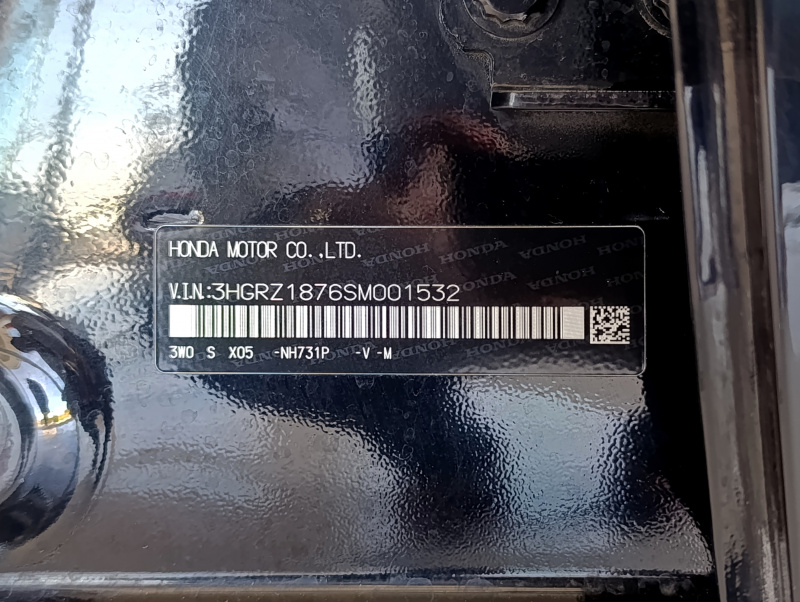 HONDA MOTOR CO.,LTD.
V.I.N:3HGRZ1876SM001532
3W0 S X05 -NH731P -V -M